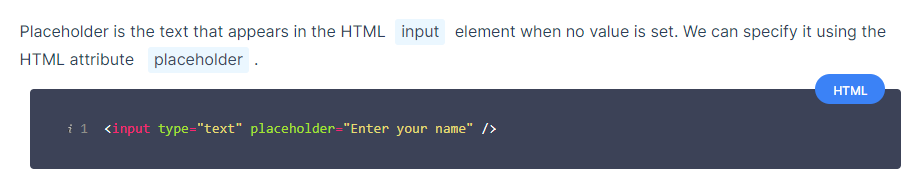 Placeholder is the text that appears in the HTML input element when no value is set. We can specify it using the
HTML attribute placeholder .
HTML
i 1 <input type="text" placeholder="Enter your name" />